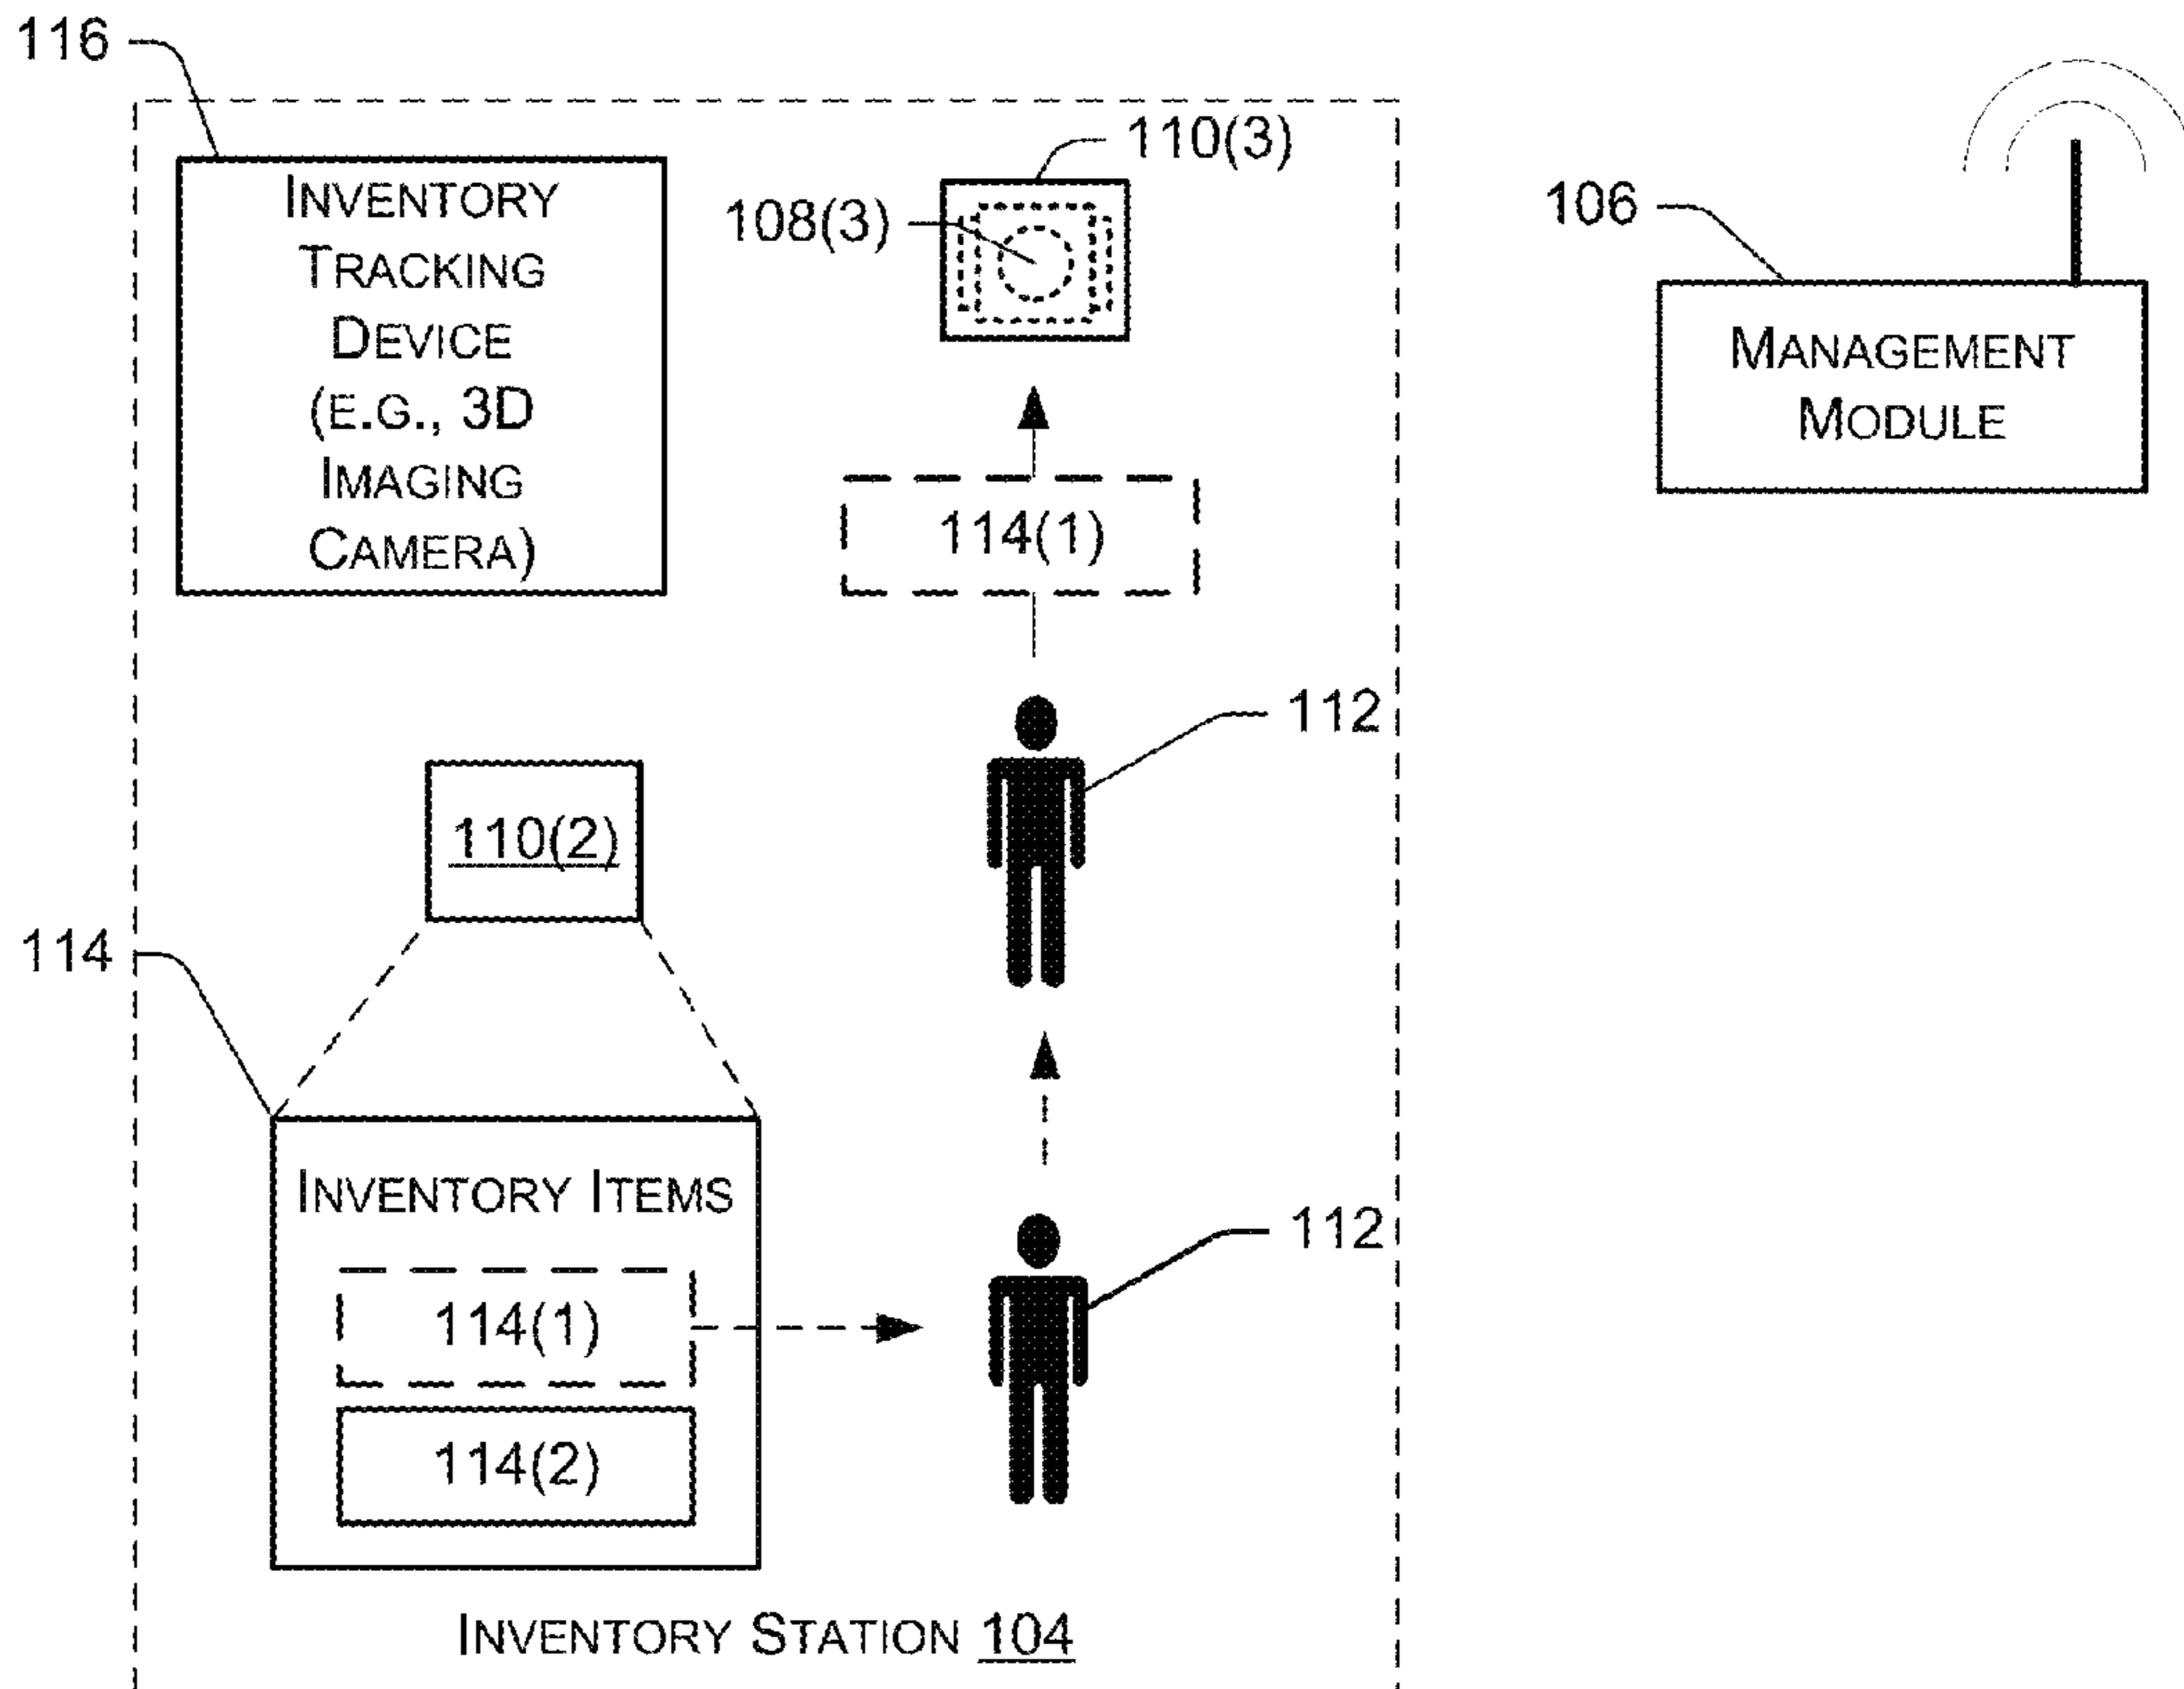 116
110(3)
INVENTORY
TRACKING
DEVICE
(E.G., 3D
IMAGING
CAMERA)
108(3)
106
MANAGEMENT
MODULE
114(1)
112
110(2)
114
INVENTORY ITEMS
112
114(1)
114(2)
INVENTORY STATION 104